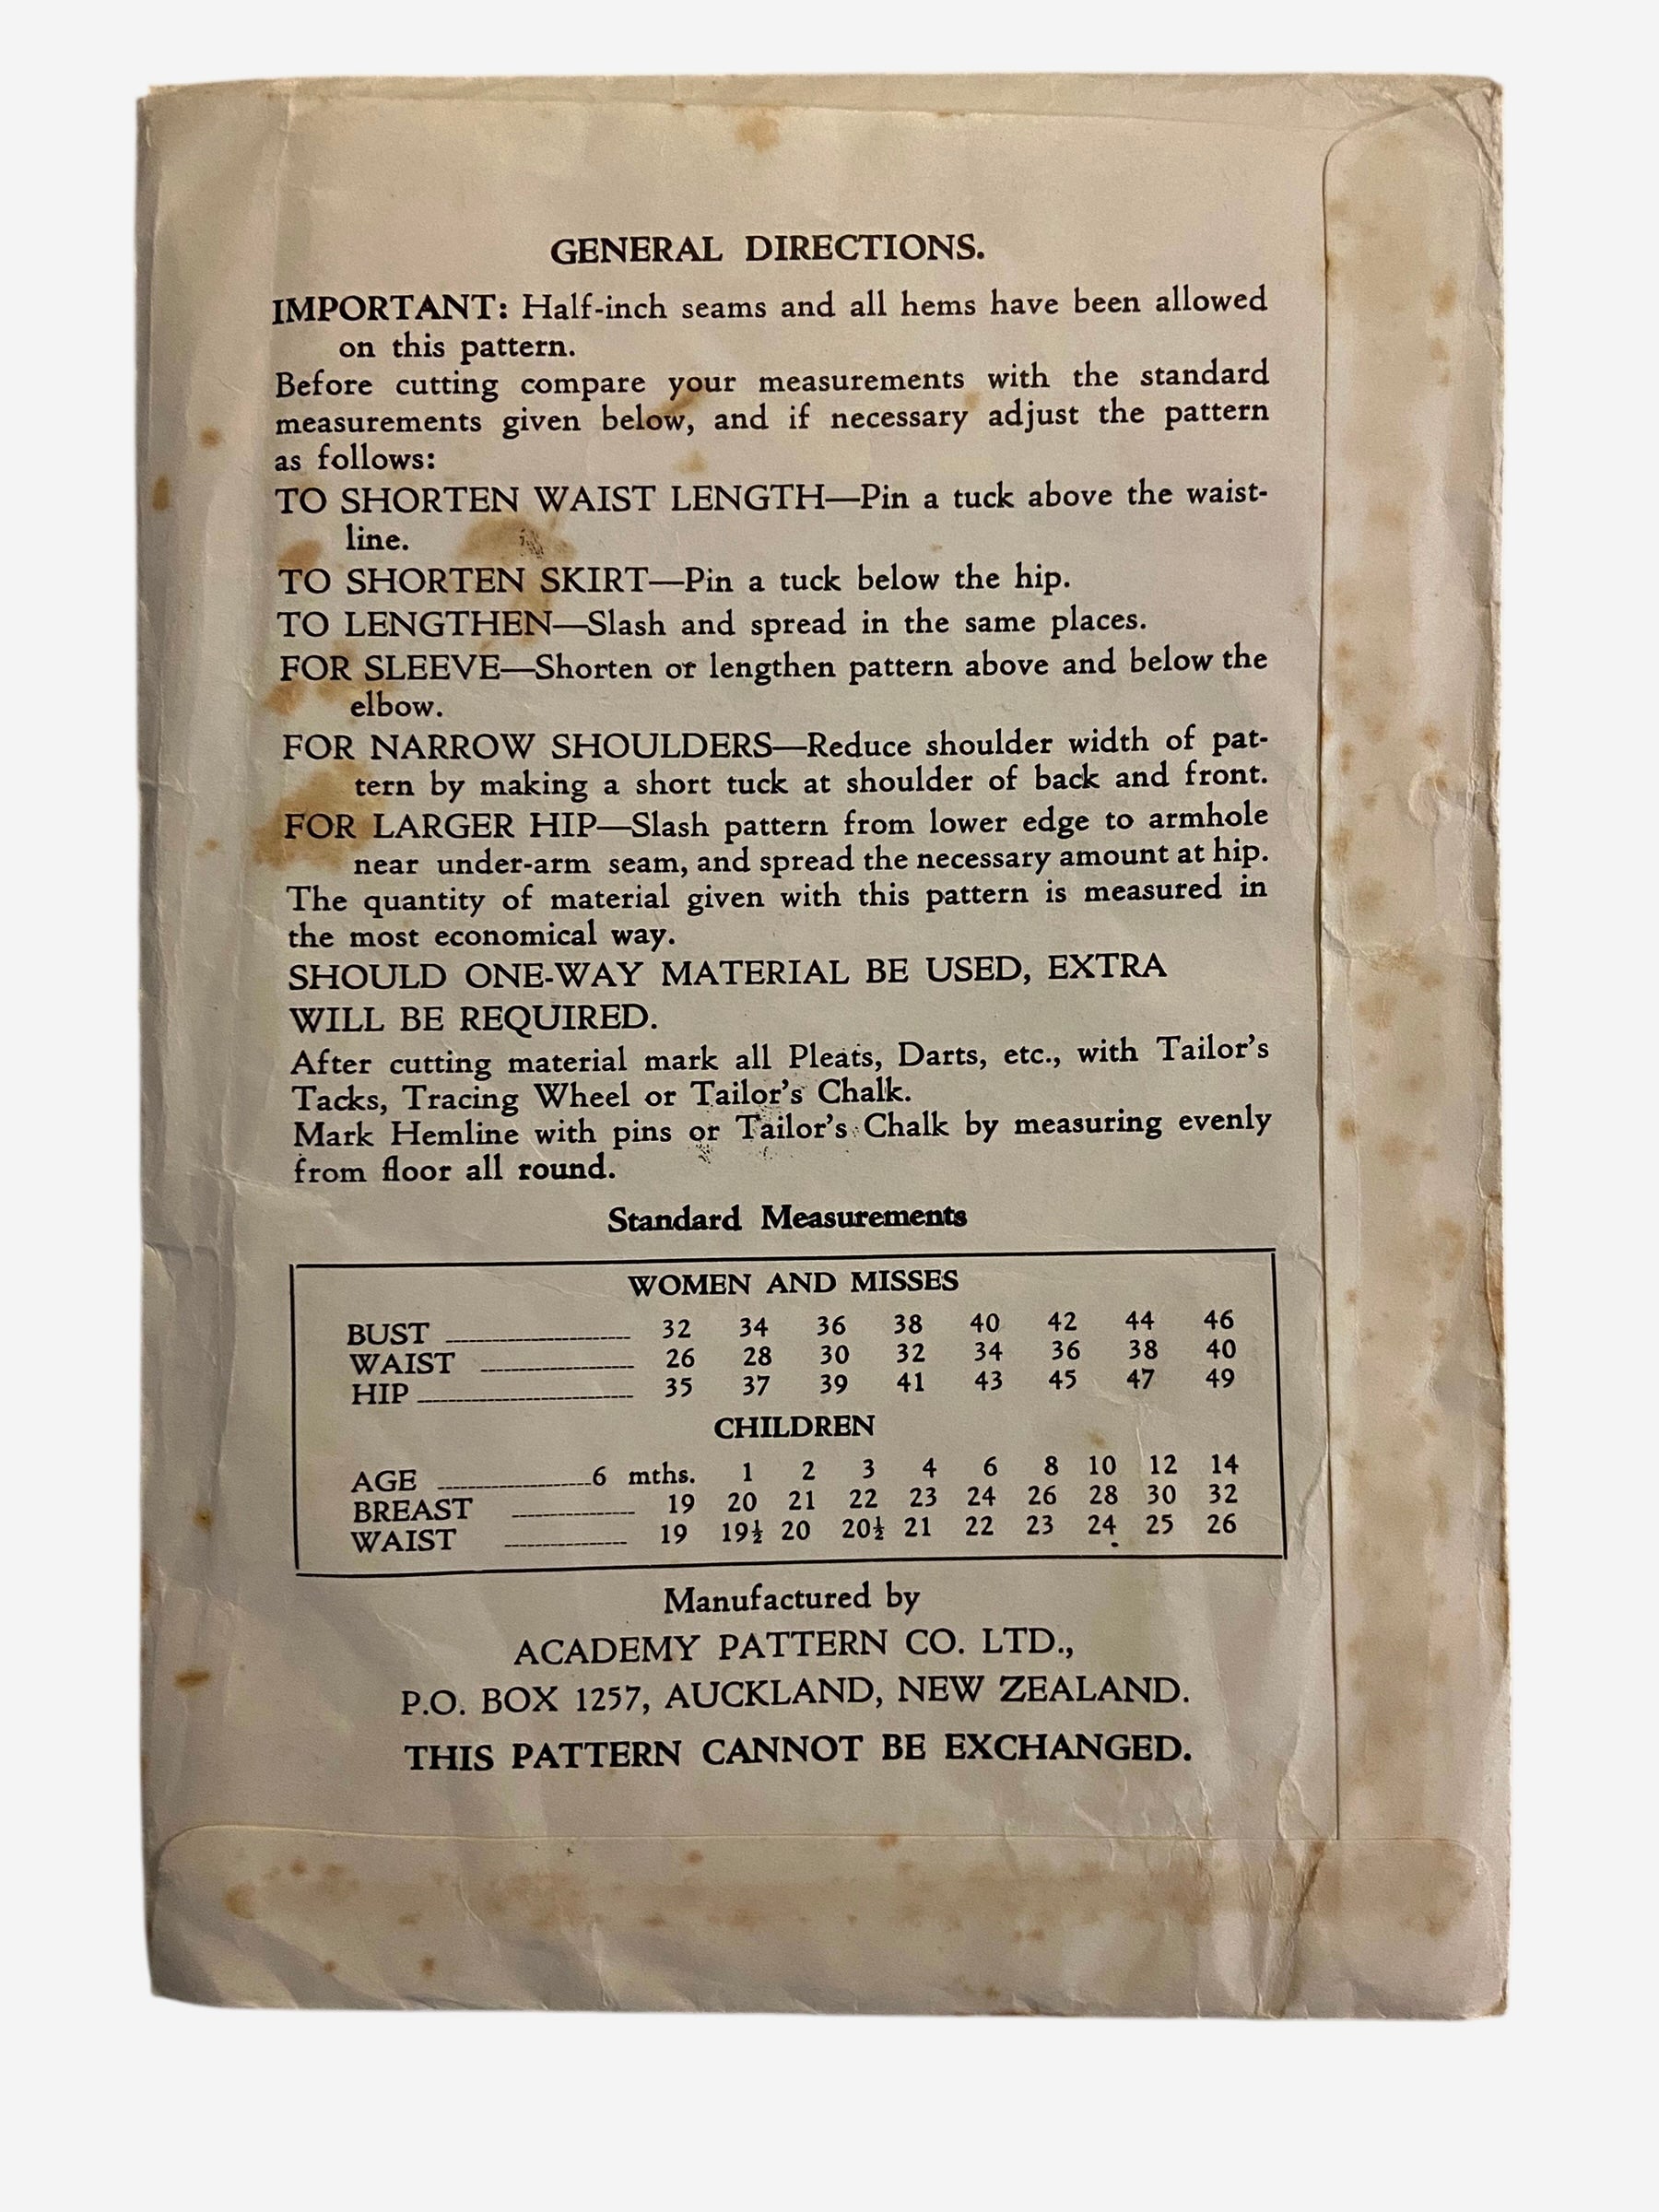 GENERAL DIRECTIONS.
IMPORTANT: Half-inch seams and all hems have been allowed
on this pattern.
Before cutting compare your measurements with the standard
measurements given below, and if necessary adjust the pattern
as follows:
TO SHORTEN WAIST LENGTH—Pin a tuck above the waist-
line.
TO SHORTEN SKIRT—Pin a tuck below the hip.
TO LENGTHEN—Slash and spread in the same places.
FOR SLEEVE—Shorten or lengthen pattern above and below the
elbow.
FOR NARROW SHOULDERS—Reduce shoulder width of pat-
tern by making a short tuck at shoulder of back and front.
FOR LARGER HIP—Slash pattern from lower edge to armhole
near under-arm seam, and spread the necessary amount at hip.
The quantity of material given with this pattern is measured in
the most economical way.
SHOULD ONE-WAY MATERIAL BE USED, EXTRA
WILL BE REQUIRED.
After cutting material mark all Pleats, Darts, etc., with Tailor's
Tacks, Tracing Wheel or Tailor's Chalk.
Mark Hemline with pins or Tailor's Chalk by measuring evenly
from floor all round.
Standard Measurements
WOMEN AND MISSES
BUST 32 34 36 38 40 42 44 46
WAIST 26 28 30 32 34 36 38 40
HIP 35 37 39 41 43 45 47 49
CHILDREN
AGE 6 mths. 1 2 3 4 6 8 10 12 14
BREAST 19 20 21 22 23 24 26 28 30 32
WAIST 19 19½ 20 20½ 21 22 23 24 25 26
Manufactured by
ACADEMY PATTERN CO. LTD.,
P.O. BOX 1257, AUCKLAND, NEW ZEALAND.
THIS PATTERN CANNOT BE EXCHANGED.